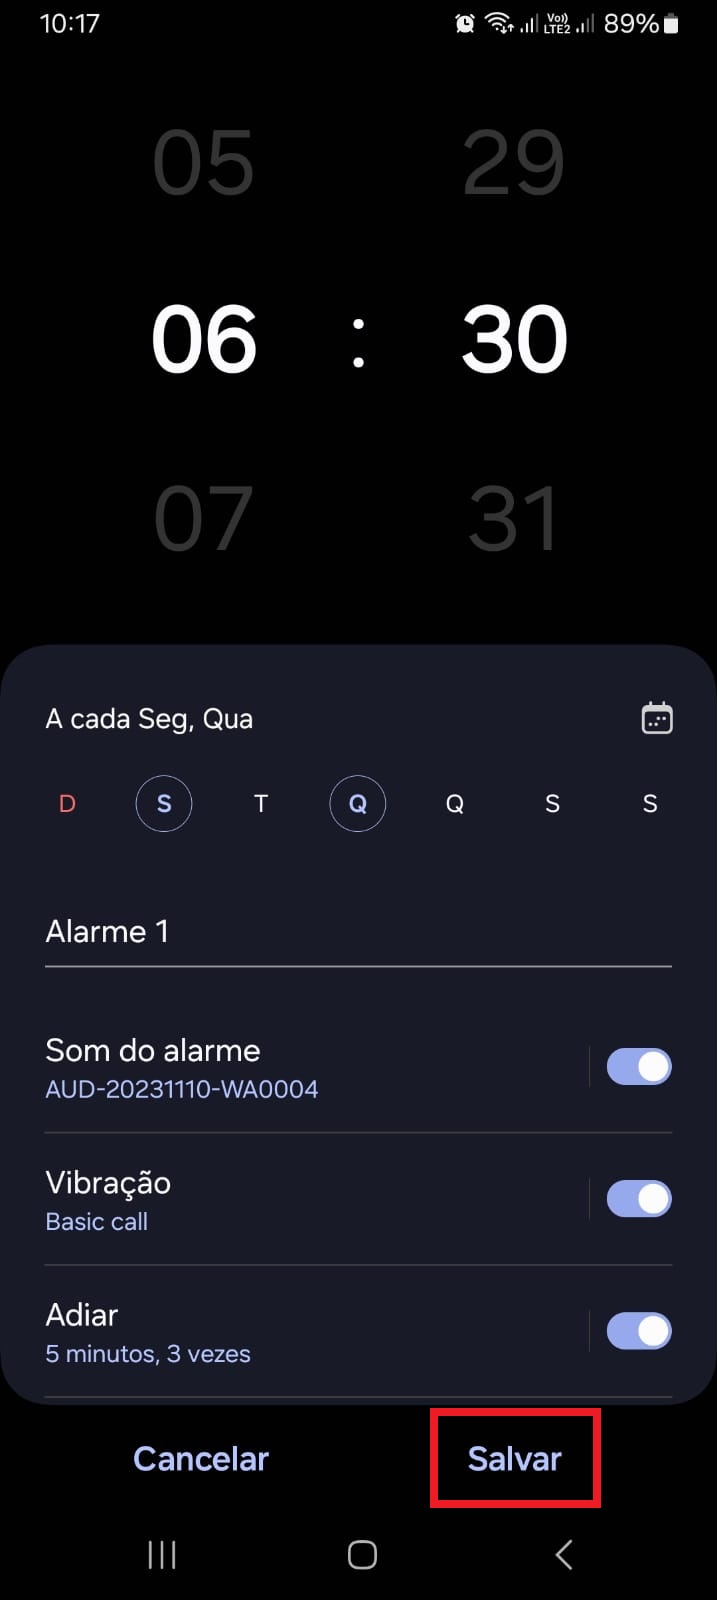 10:17 Vo)) LTE2 89%
05 29
06 : 30
07 31
A cada Seg, Qua
D S T Q Q S S
Alarme 1
Som do alarme
AUD-20231110-WA0004
Vibração
Basic call
Adiar
5 minutos, 3 vezes
Cancelar Salvar